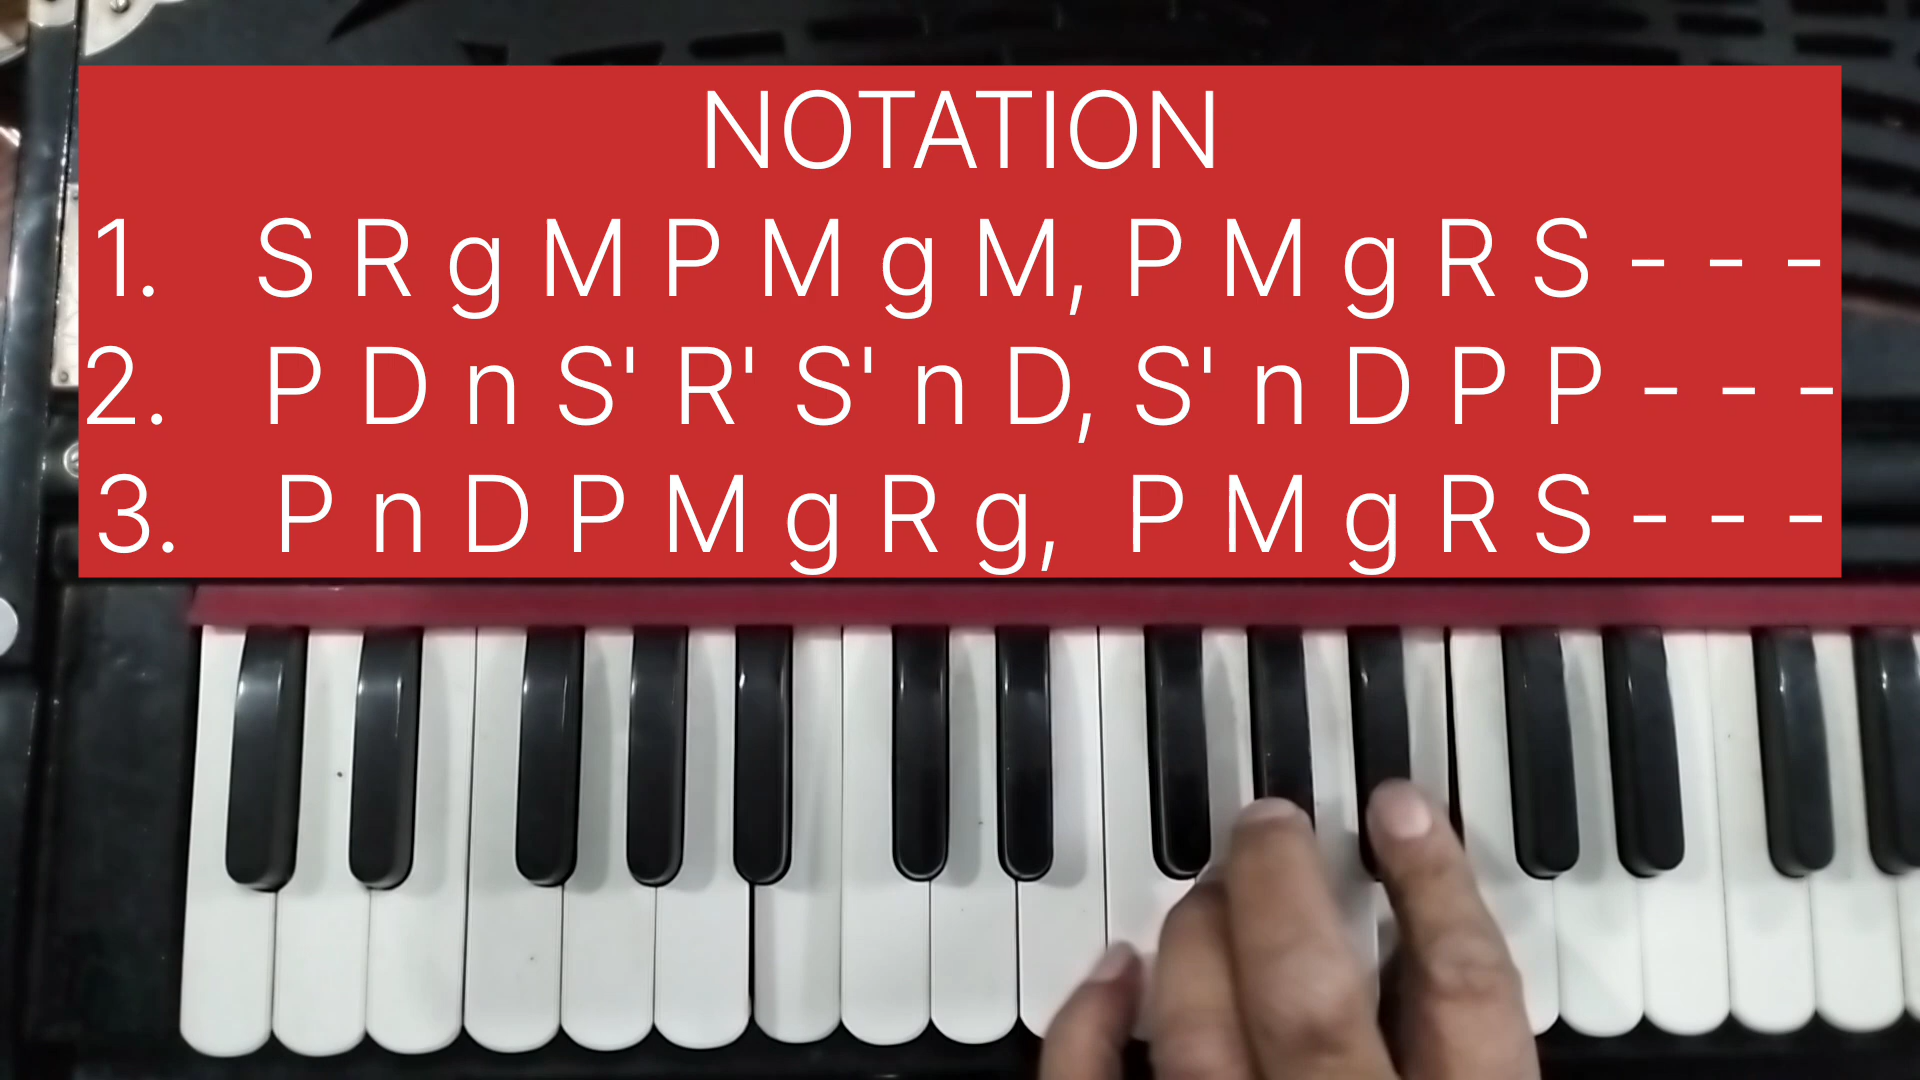 NOTATION
1. S R g M P M g M, P M g R S - - -
2. P D n S' R' S' n D, S' n D P P - - -
3. P n D P M g R g, P M g R S - - -